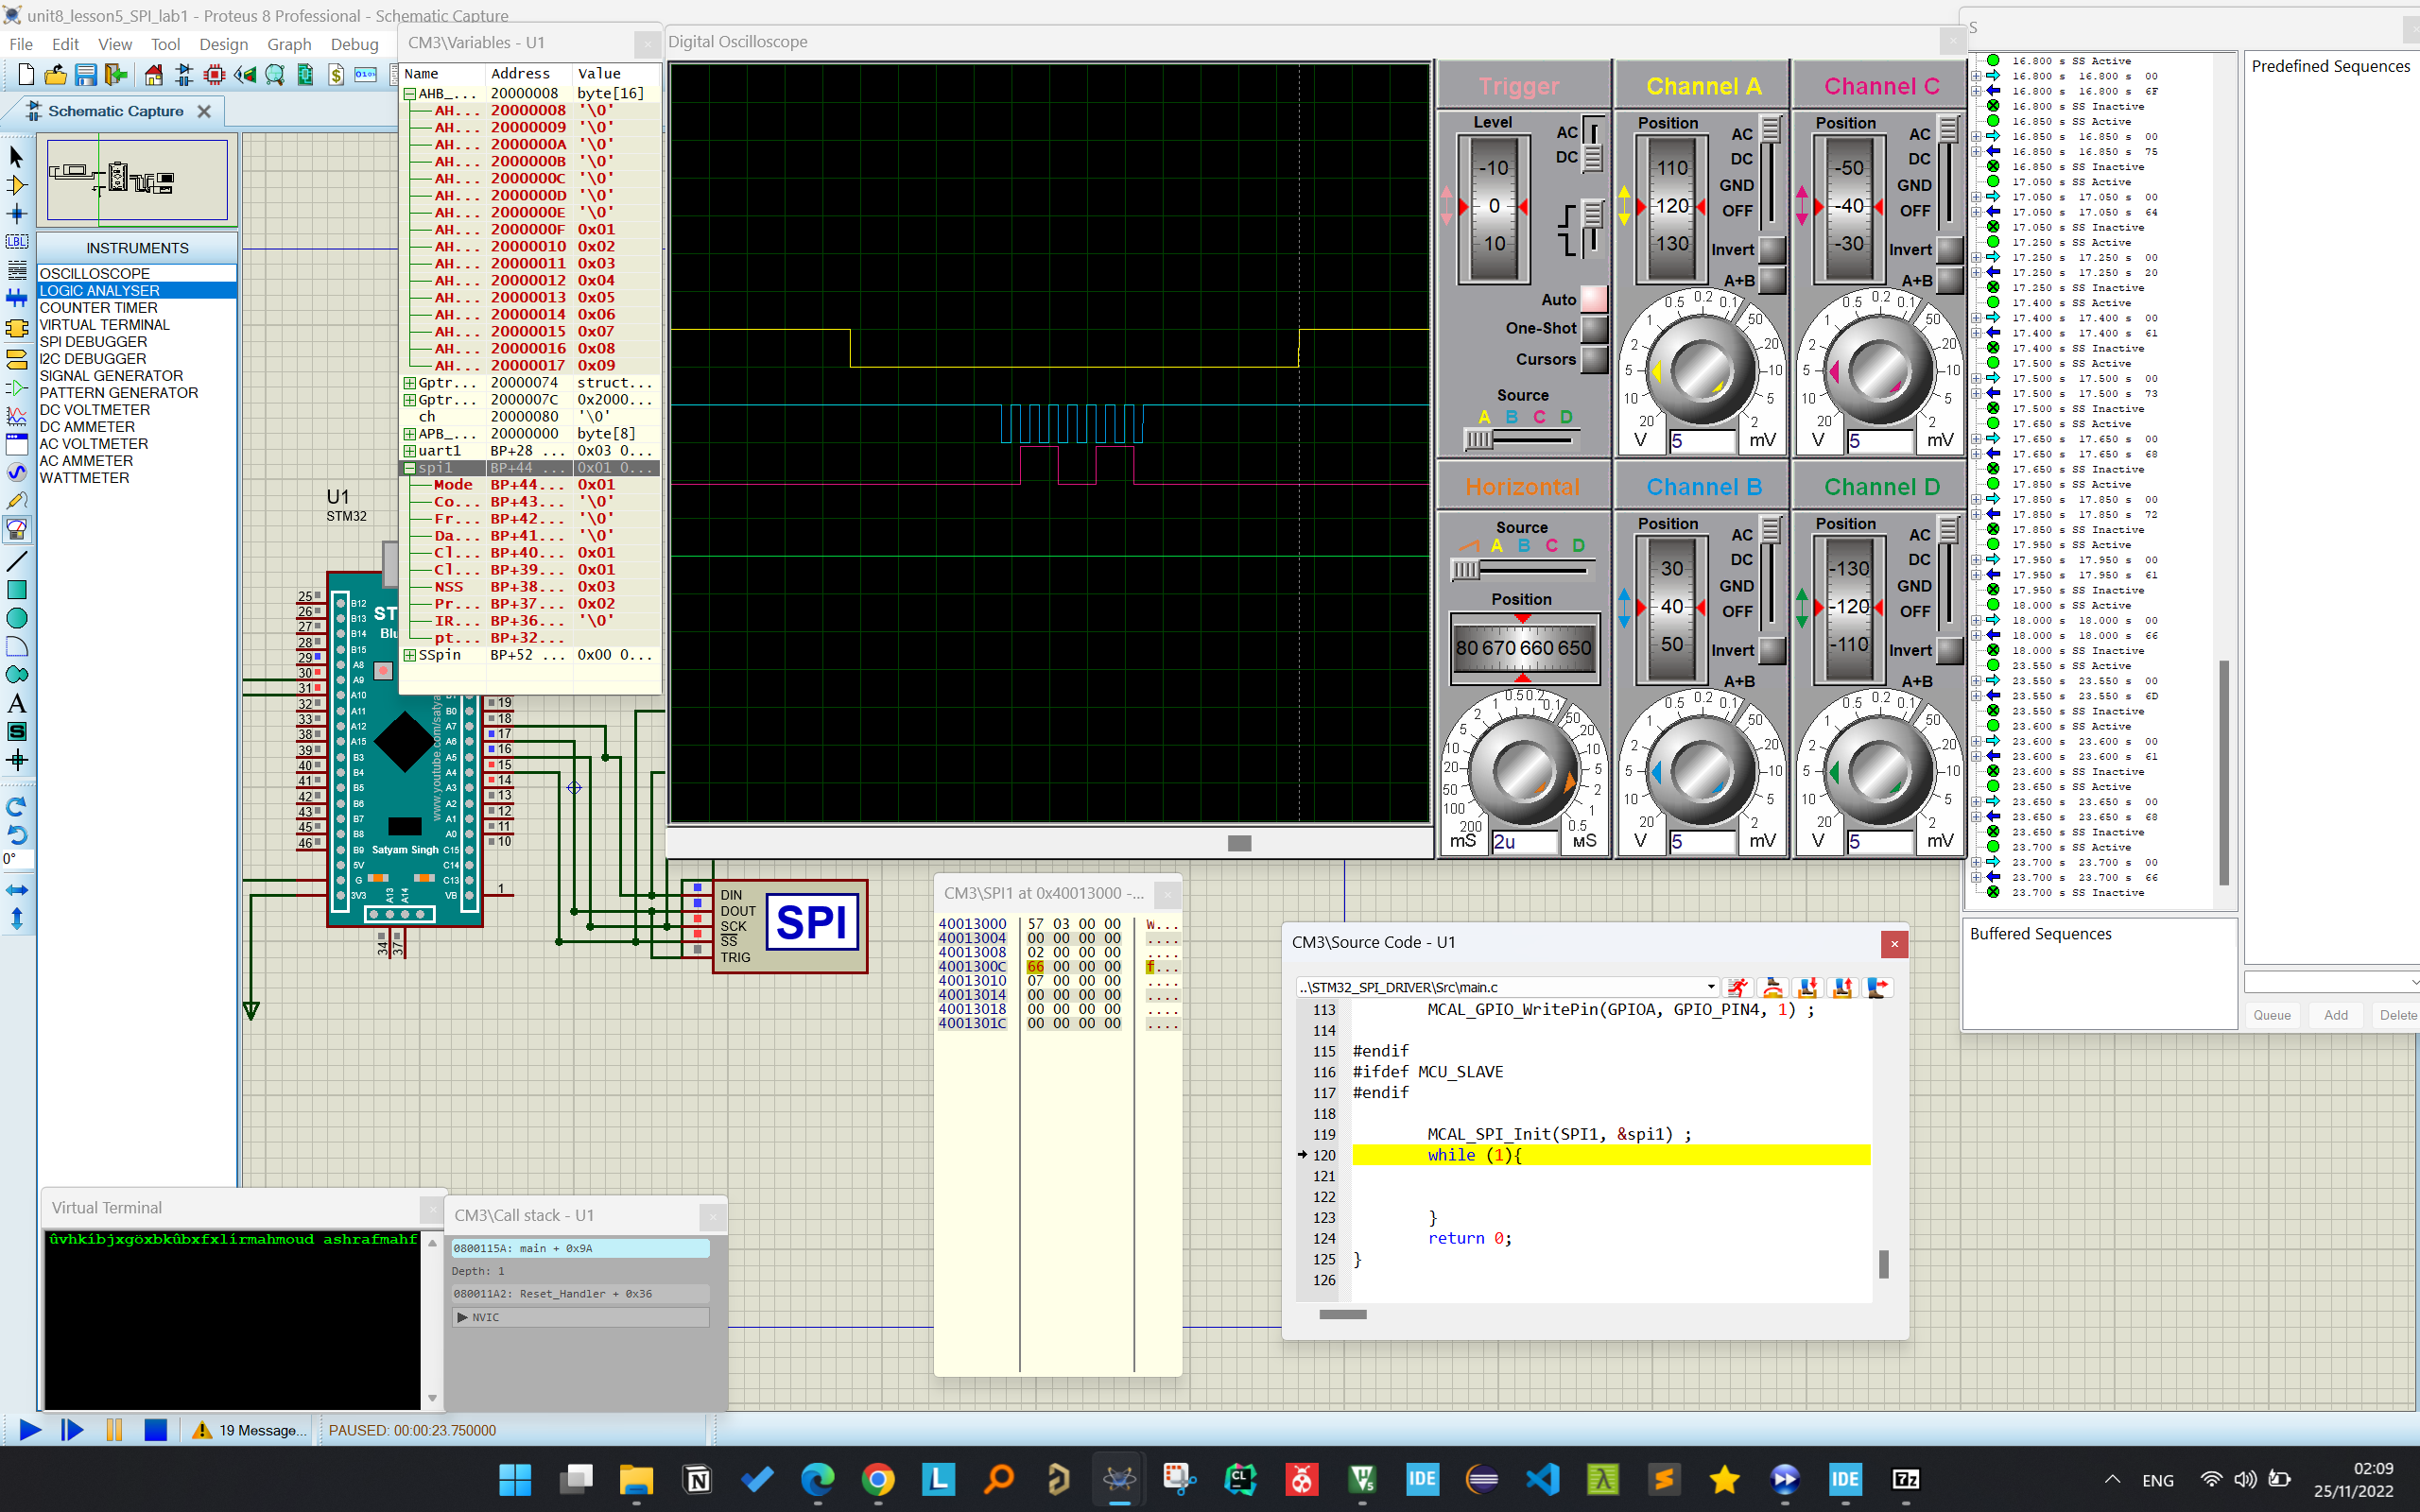 unit8_lesson5_SPI_lab1 - Proteus 8 Professional - Schematic Capture
File Edit View Tool Design Graph Debug
Schematic Capture
INSTRUMENTS
OSCILLOSCOPE
LOGIC ANALYSER
COUNTER TIMER
VIRTUAL TERMINAL
SPI DEBUGGER
I2C DEBUGGER
SIGNAL GENERATOR
PATTERN GENERATOR
DC VOLTMETER
DC AMMETER
AC VOLTMETER
AC AMMETER
WATTMETER
CM3\Variables - U1
Name Address Value
AHB_... 20000008 byte[16]
AH... 20000008 '\0'
AH... 20000009 '\0'
AH... 2000000A '\0'
AH... 2000000B '\0'
AH... 2000000C '\0'
AH... 2000000D '\0'
AH... 2000000E '\0'
AH... 2000000F 0x01
AH... 20000010 0x02
AH... 20000011 0x03
AH... 20000012 0x04
AH... 20000013 0x05
AH... 20000014 0x06
AH... 20000015 0x07
AH... 20000016 0x08
AH... 20000017 0x09
Gptr... 20000074 struct...
Gptr... 2000007C 0x2000...
ch 20000080 '\0'
APB_... 20000000 byte[8]
uart1 BP+28 ... 0x03 0...
spi1 BP+44 ... 0x01 0...
Mode BP+44... 0x01
Co... BP+43... '\0'
Fr... BP+42... '\0'
Da... BP+41... '\0'
Cl... BP+40... 0x01
Cl... BP+39... 0x01
NSS BP+38... 0x03
Pr... BP+37... 0x02
IR... BP+36... '\0'
pt... BP+32...
SSpin BP+52 ... 0x00 0...
U1
STM32
Satyam Singh
DIN
DOUT
SCK
SS
TRIG
SPI
Digital Oscilloscope
Trigger
Level
-10
0
10
AC
DC
Auto
One-Shot
Cursors
Source
A B C D
Channel A
Position
110
120
130
AC
DC
GND
OFF
Invert
A+B
V 5 mV
Channel C
Position
-50
-40
-30
AC
DC
GND
OFF
Invert
A+B
V 5 mV
Horizontal
Source
A B C D
Position
80 670 660 650
mS 2u
Channel B
Position
30
40
50
AC
DC
GND
OFF
Invert
A+B
V 5 mV
Channel D
Position
-130
-120
-110
AC
DC
GND
OFF
Invert
A+B
V 5 mV
16.800 s SS Active
16.800 s 16.800 s 00
16.800 s 16.800 s 6F
16.800 s SS Inactive
16.850 s SS Active
16.850 s 16.850 s 00
16.850 s 16.850 s 75
16.850 s SS Inactive
17.050 s SS Active
17.050 s 17.050 s 00
17.050 s 17.050 s 64
17.050 s SS Inactive
17.250 s SS Active
17.250 s 17.250 s 00
17.250 s 17.250 s 20
17.250 s SS Inactive
17.400 s SS Active
17.400 s 17.400 s 00
17.400 s 17.400 s 61
17.400 s SS Inactive
17.500 s SS Active
17.500 s 17.500 s 00
17.500 s 17.500 s 73
17.500 s SS Inactive
17.650 s SS Active
17.650 s 17.650 s 00
17.650 s 17.650 s 68
17.650 s SS Inactive
17.850 s SS Active
17.850 s 17.850 s 00
17.850 s 17.850 s 72
17.850 s SS Inactive
17.950 s SS Active
17.950 s 17.950 s 00
17.950 s 17.950 s 61
17.950 s SS Inactive
18.000 s SS Active
18.000 s 18.000 s 00
18.000 s 18.000 s 66
18.000 s SS Inactive
23.550 s SS Active
23.550 s 23.550 s 00
23.550 s 23.550 s 6D
23.550 s SS Inactive
23.600 s SS Active
23.600 s 23.600 s 00
23.600 s 23.600 s 61
23.600 s SS Inactive
23.650 s SS Active
23.650 s 23.650 s 00
23.650 s 23.650 s 68
23.650 s SS Inactive
23.700 s SS Active
23.700 s 23.700 s 00
23.700 s 23.700 s 66
23.700 s SS Inactive
Predefined Sequences
Buffered Sequences
Queue Add Delete
CM3\SPI1 at 0x40013000 -...
40013000 57 03 00 00 W...
40013004 00 00 00 00 ....
40013008 02 00 00 00 ....
4001300C 66 00 00 00 f...
40013010 07 00 00 00 ....
40013014 00 00 00 00 ....
40013018 00 00 00 00 ....
4001301C 00 00 00 00 ....
CM3\Source Code - U1
..\STM32_SPI_DRIVER\Src\main.c
113 MCAL_GPIO_WritePin(GPIOA, GPIO_PIN4, 1) ;
114
115 #endif
116 #ifdef MCU_SLAVE
117 #endif
118
119 MCAL_SPI_Init(SPI1, &spi1) ;
120 while (1){
121
122
123 }
124 return 0;
125 }
126
Virtual Terminal
ûvhkíbjxgöxbkûbxfxlírmahmoud ashrafmahf
CM3\Call stack - U1
0800115A: main + 0x9A
Depth: 1
080011A2: Reset_Handler + 0x36
NVIC
19 Message...
PAUSED: 00:00:23.750000
ENG
02:09
25/11/2022